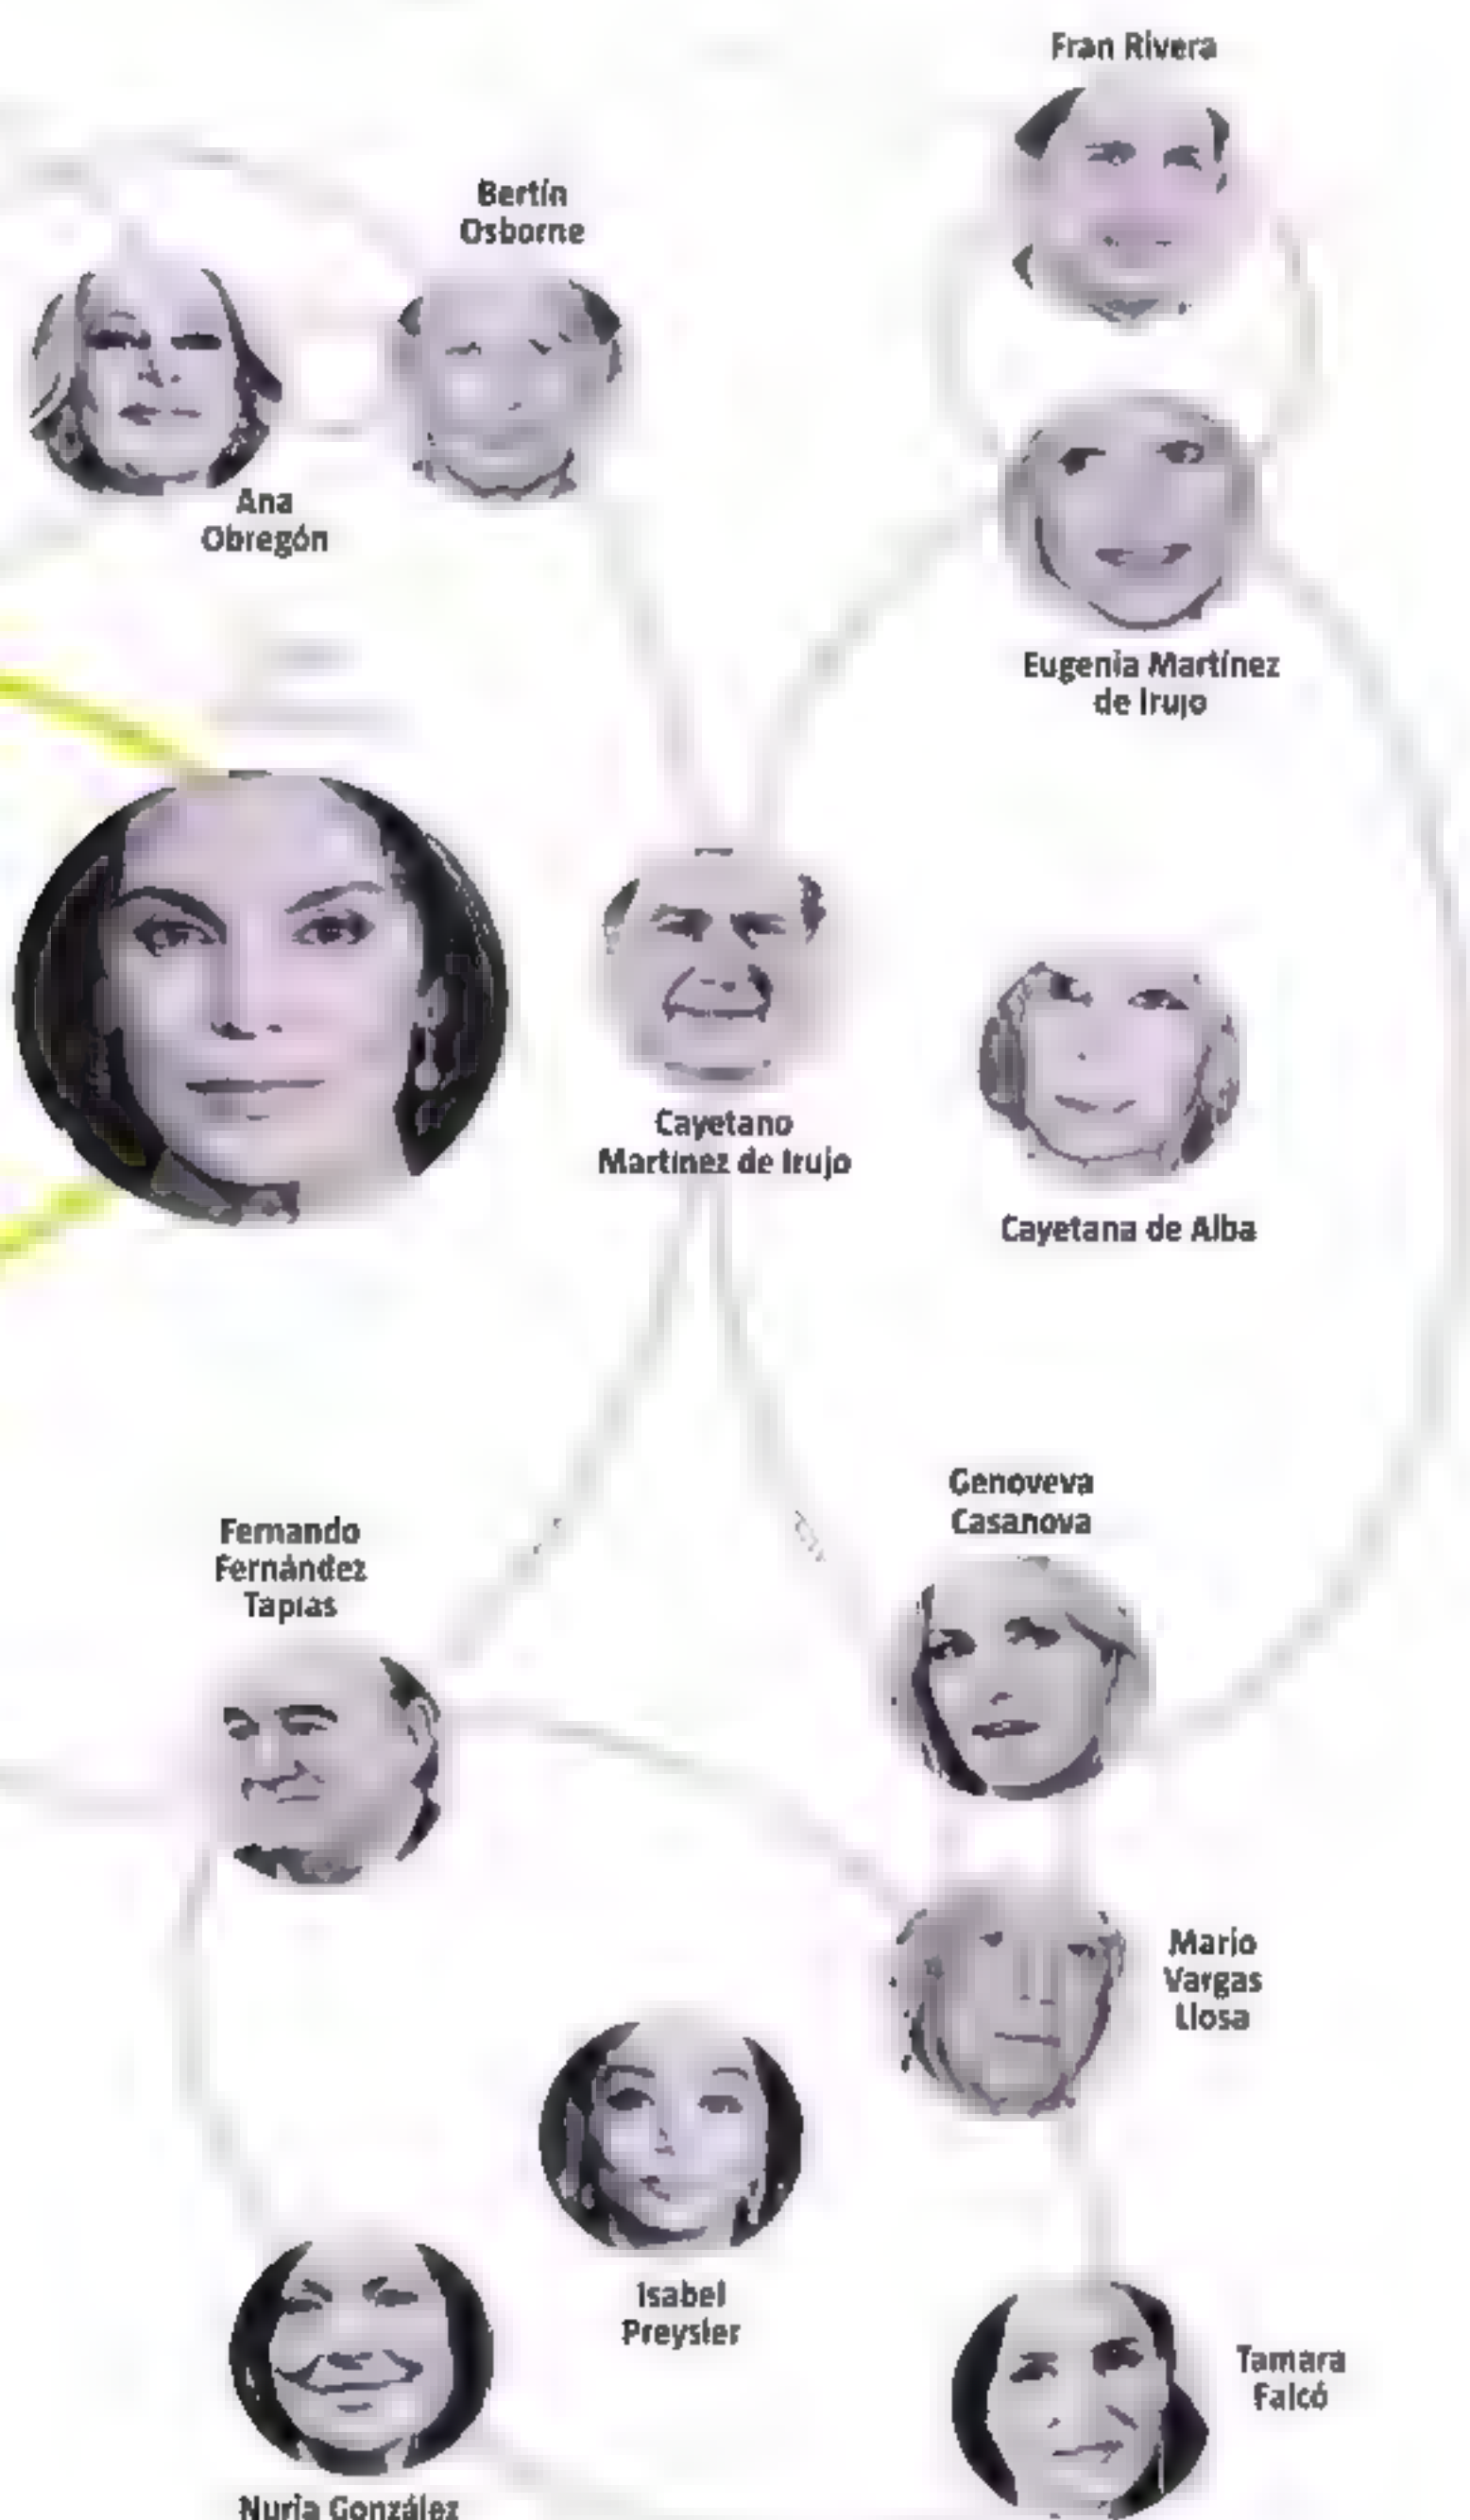 Fran Rivera
Bertín
Osborne
Ana
Obregón
Eugenia Martínez
de Irujo
Cayetano
Martínez de Irujo
Cayetana de Alba
Genoveva
Casanova
Fernando
Fernández
Tapias
Mario
Vargas
Llosa
Isabel
Preysler
Tamara
Falcó
Nuria González